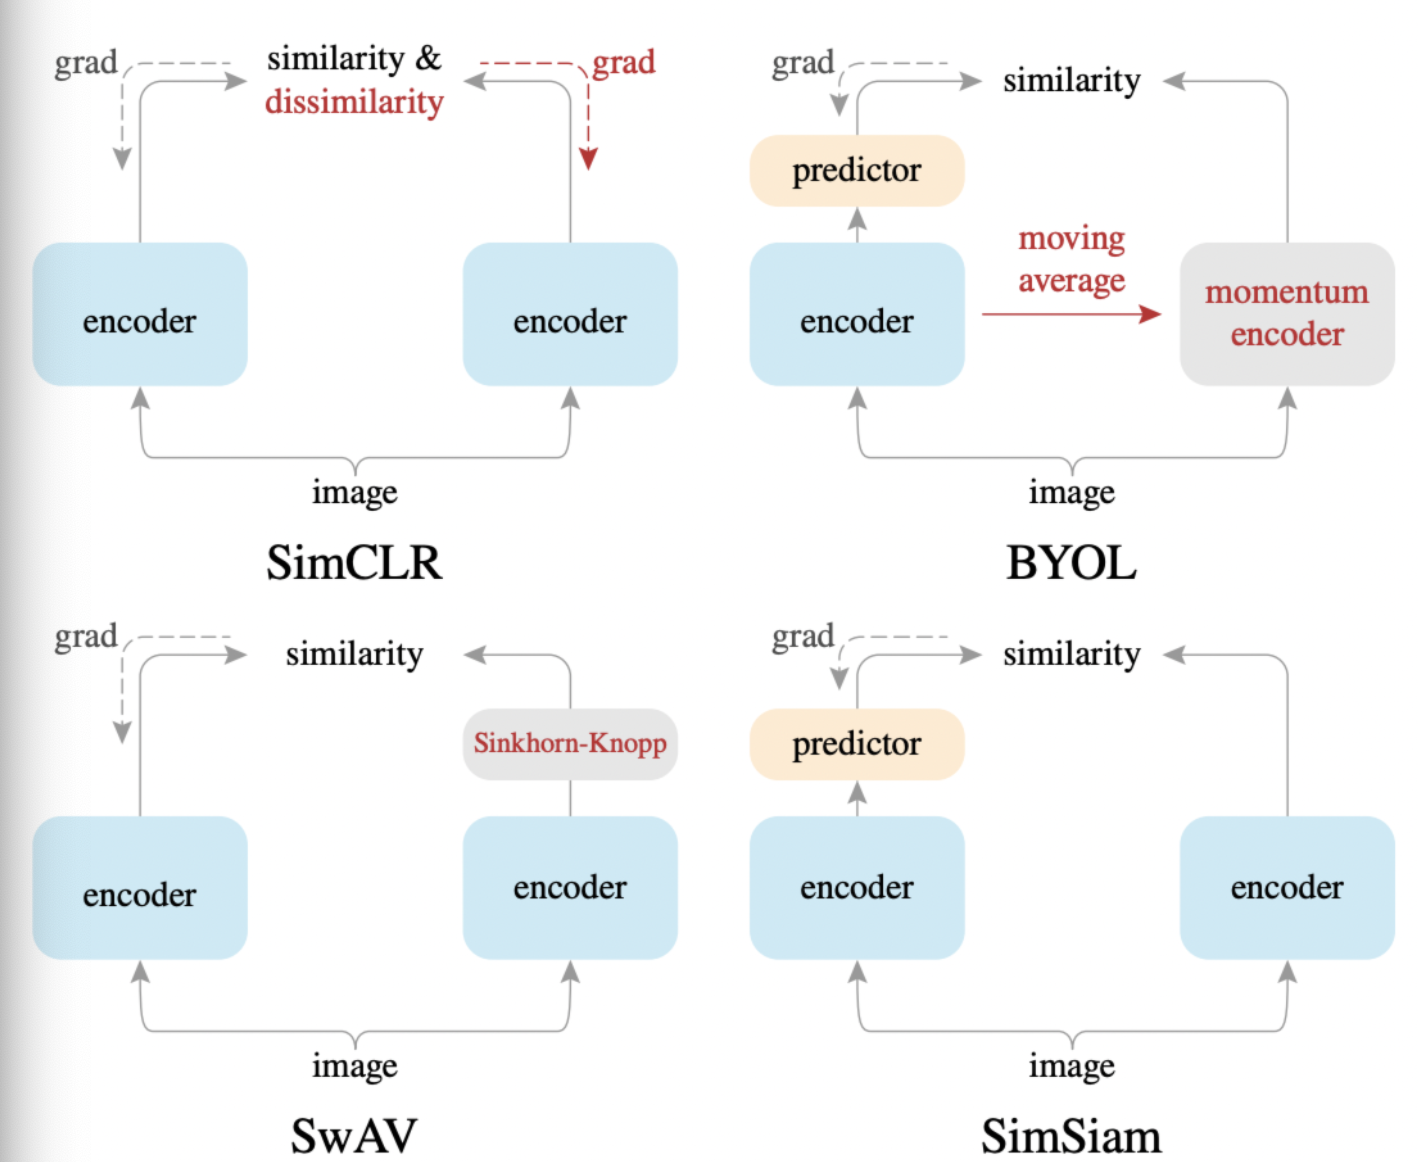 grad
similarity &
dissimilarity
grad
encoder
encoder
image
SimCLR
grad
similarity
predictor
moving
average
encoder
momentum
encoder
image
BYOL
grad
similarity
Sinkhorn-Knopp
encoder
encoder
image
SwAV
grad
similarity
predictor
encoder
encoder
image
SimSiam